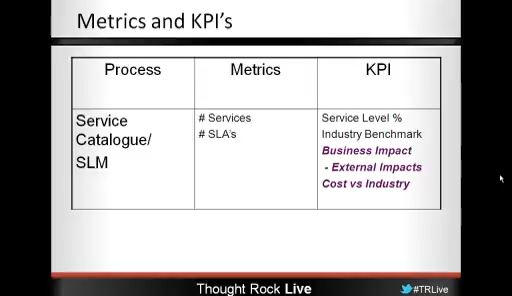 Metrics and KPI's
Process
Metrics
KPI
Service
Catalogue/
SLM
# Services
# SLA's
Service Level %
Industry Benchmark
Business Impact
- External Impacts
Cost vs Industry
Thought Rock Live
#TRLive